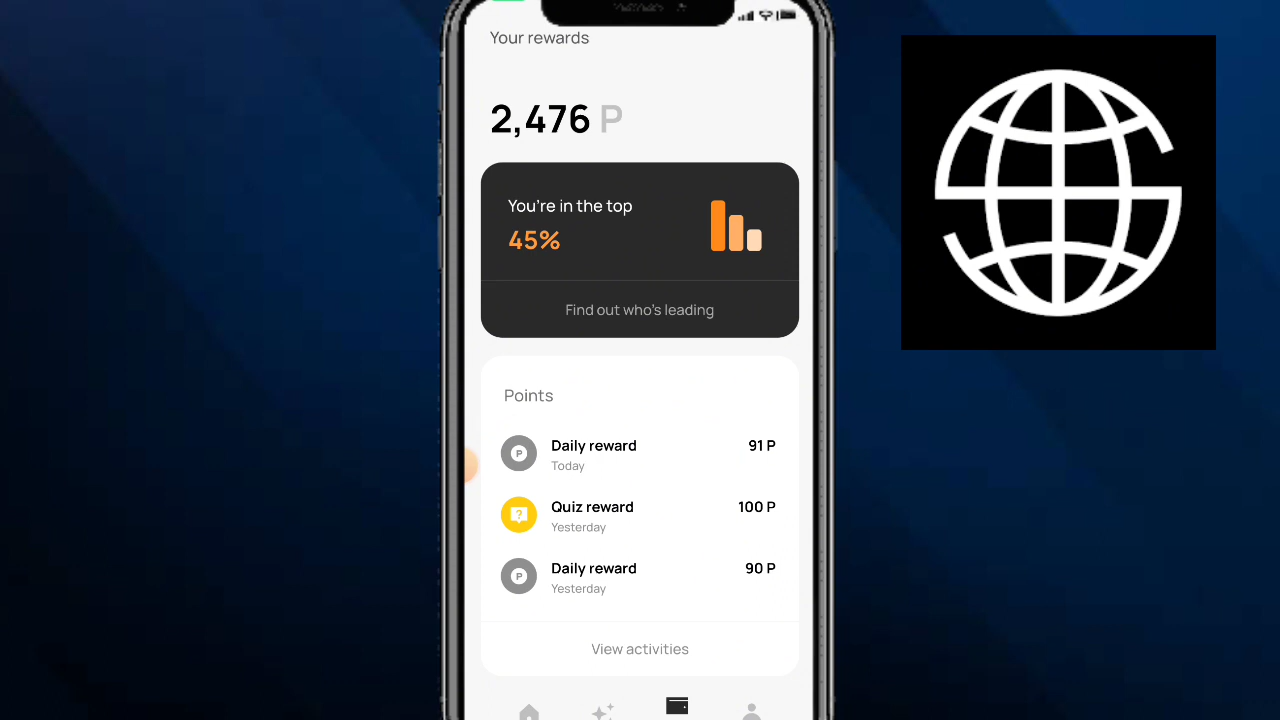 Your rewards
2,476 P
You're in the top
45%
Find out who's leading
Points
Daily reward 91 P
Today
Quiz reward 100 P
Yesterday
Daily reward 90 P
Yesterday
View activities